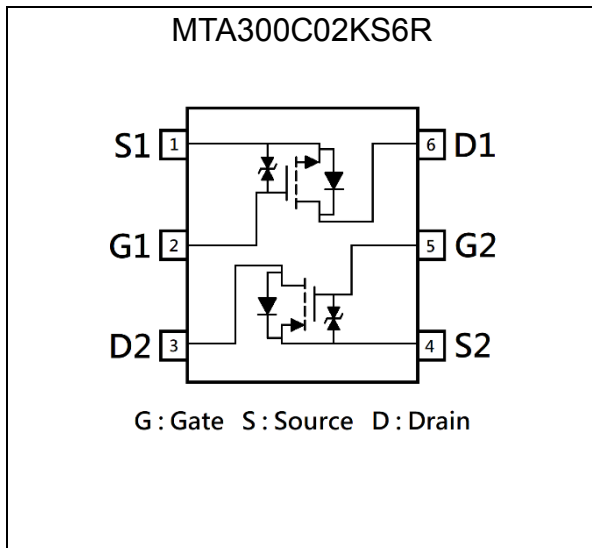 MTA300C02KS6R
S1 1 6 D1
G1 2 5 G2
D2 3 4 S2
G : Gate S : Source D : Drain